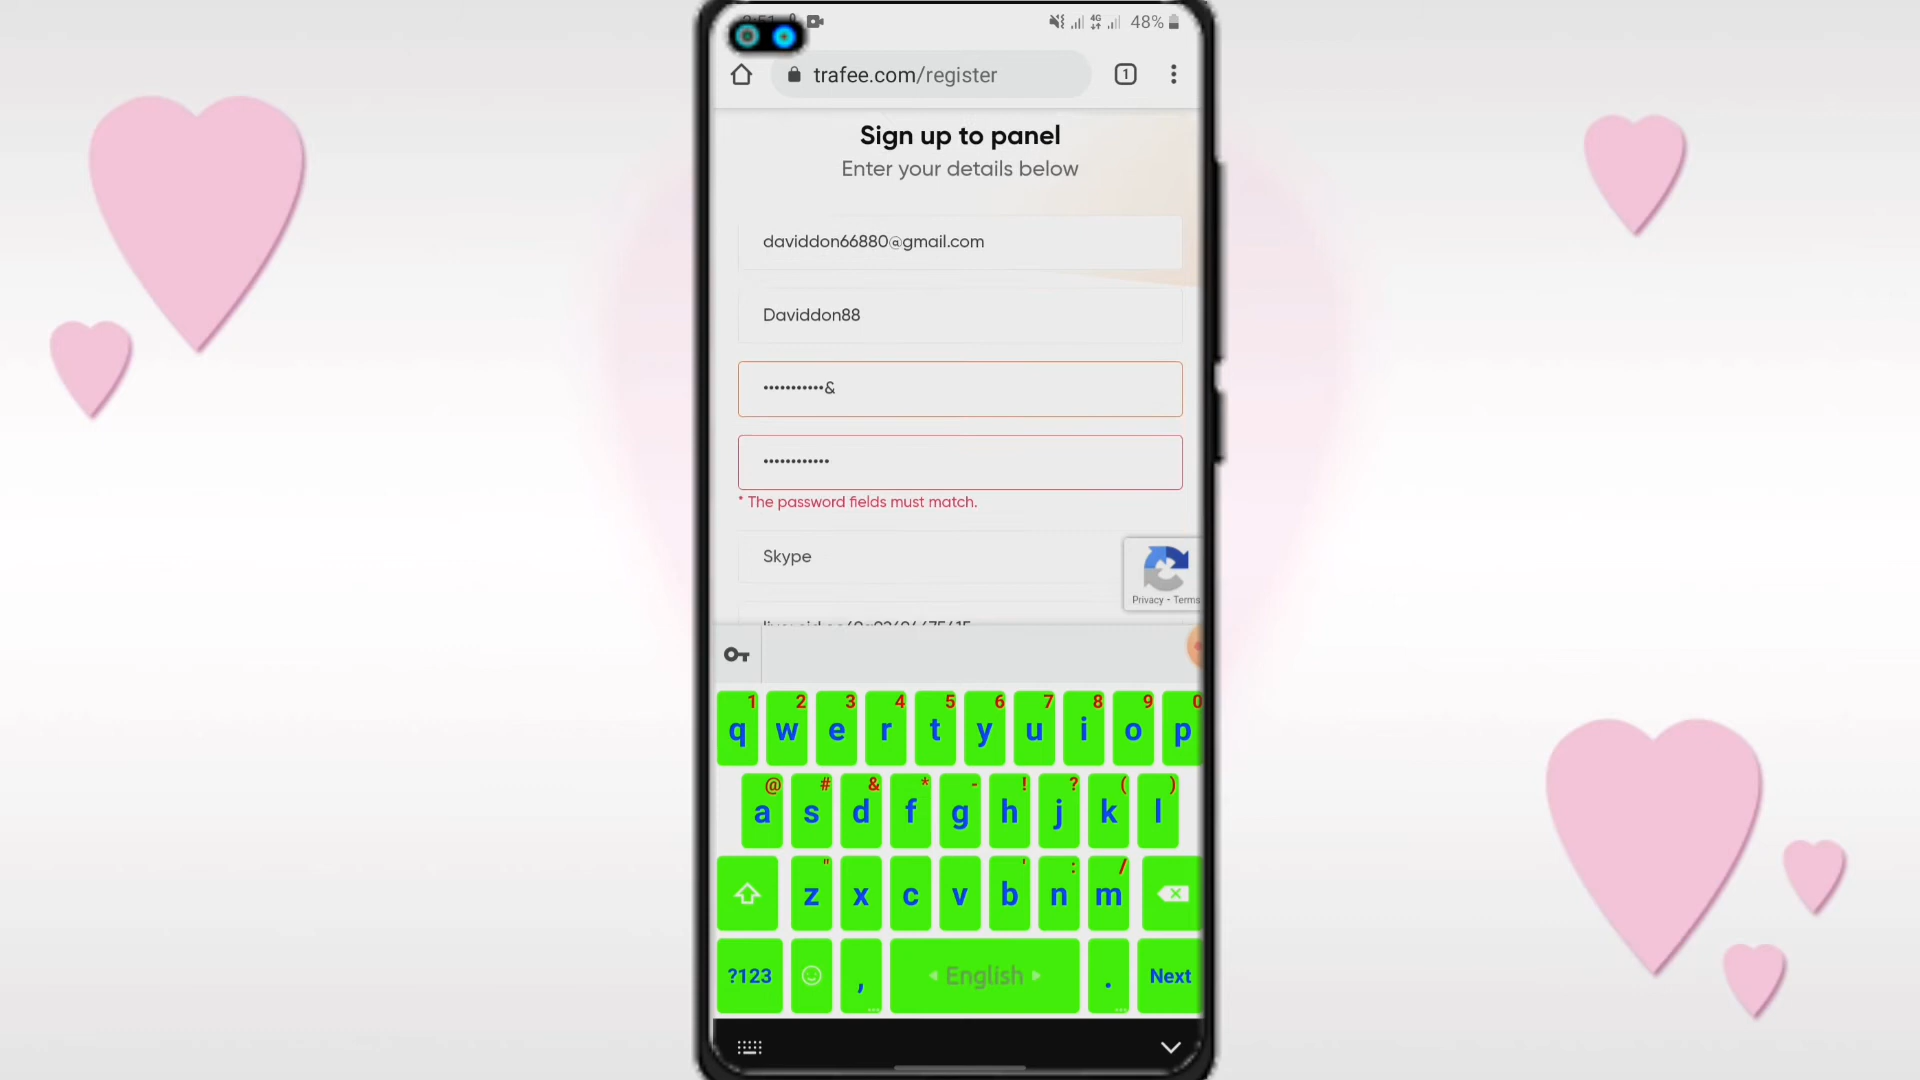 48%
trafee.com/register
1
Sign up to panel
Enter your details below
daviddon66880@gmail.com
Daviddon88
••••••••••••&
••••••••••••
* The password fields must match.
Skype
Privacy - Terms
1 2 3 4 5 6 7 8 9 0
q w e r t y u i o p
@ # & * - ! ? ( )
a s d f g h j k l
" ' : /
z x c v b n m
?123 , English . Next